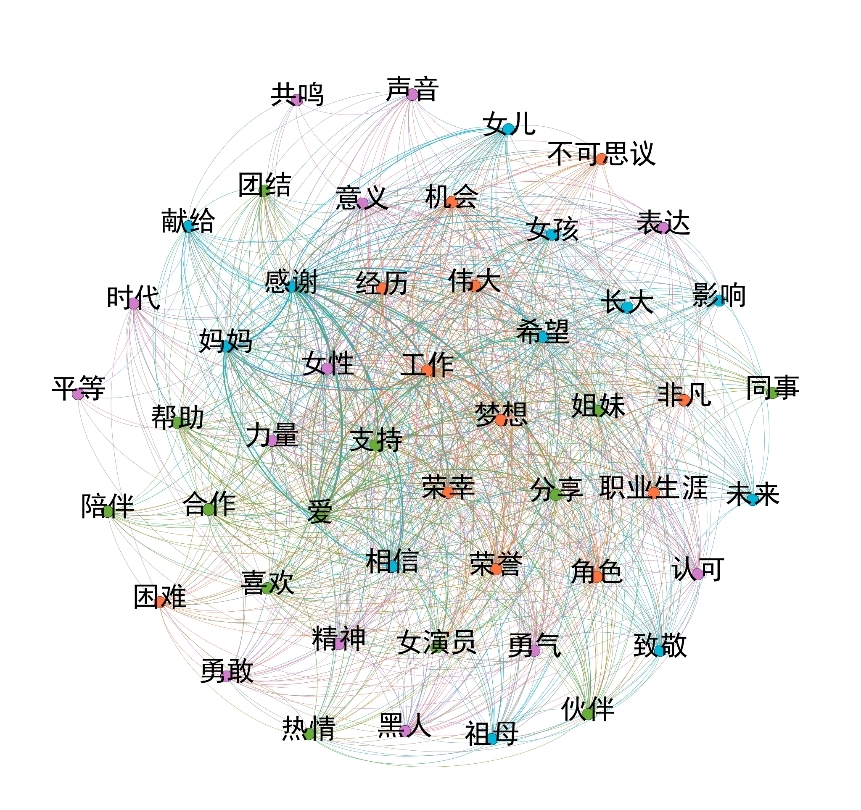 声音
共鸣
女儿
不可思议
团结
意义
机会
献给
女孩
表达
感谢
经历
伟大
时代
长大
影响
妈妈
希望
女性
工作
平等
姐妹
非凡
同事
帮助
力量
支持
梦想
陪伴
合作
爱
荣幸
分享
职业生涯
未来
困难
喜欢
相信
荣誉
角色
认可
精神
女演员
勇气
致敬
勇敢
热情
黑人
祖母
伙伴